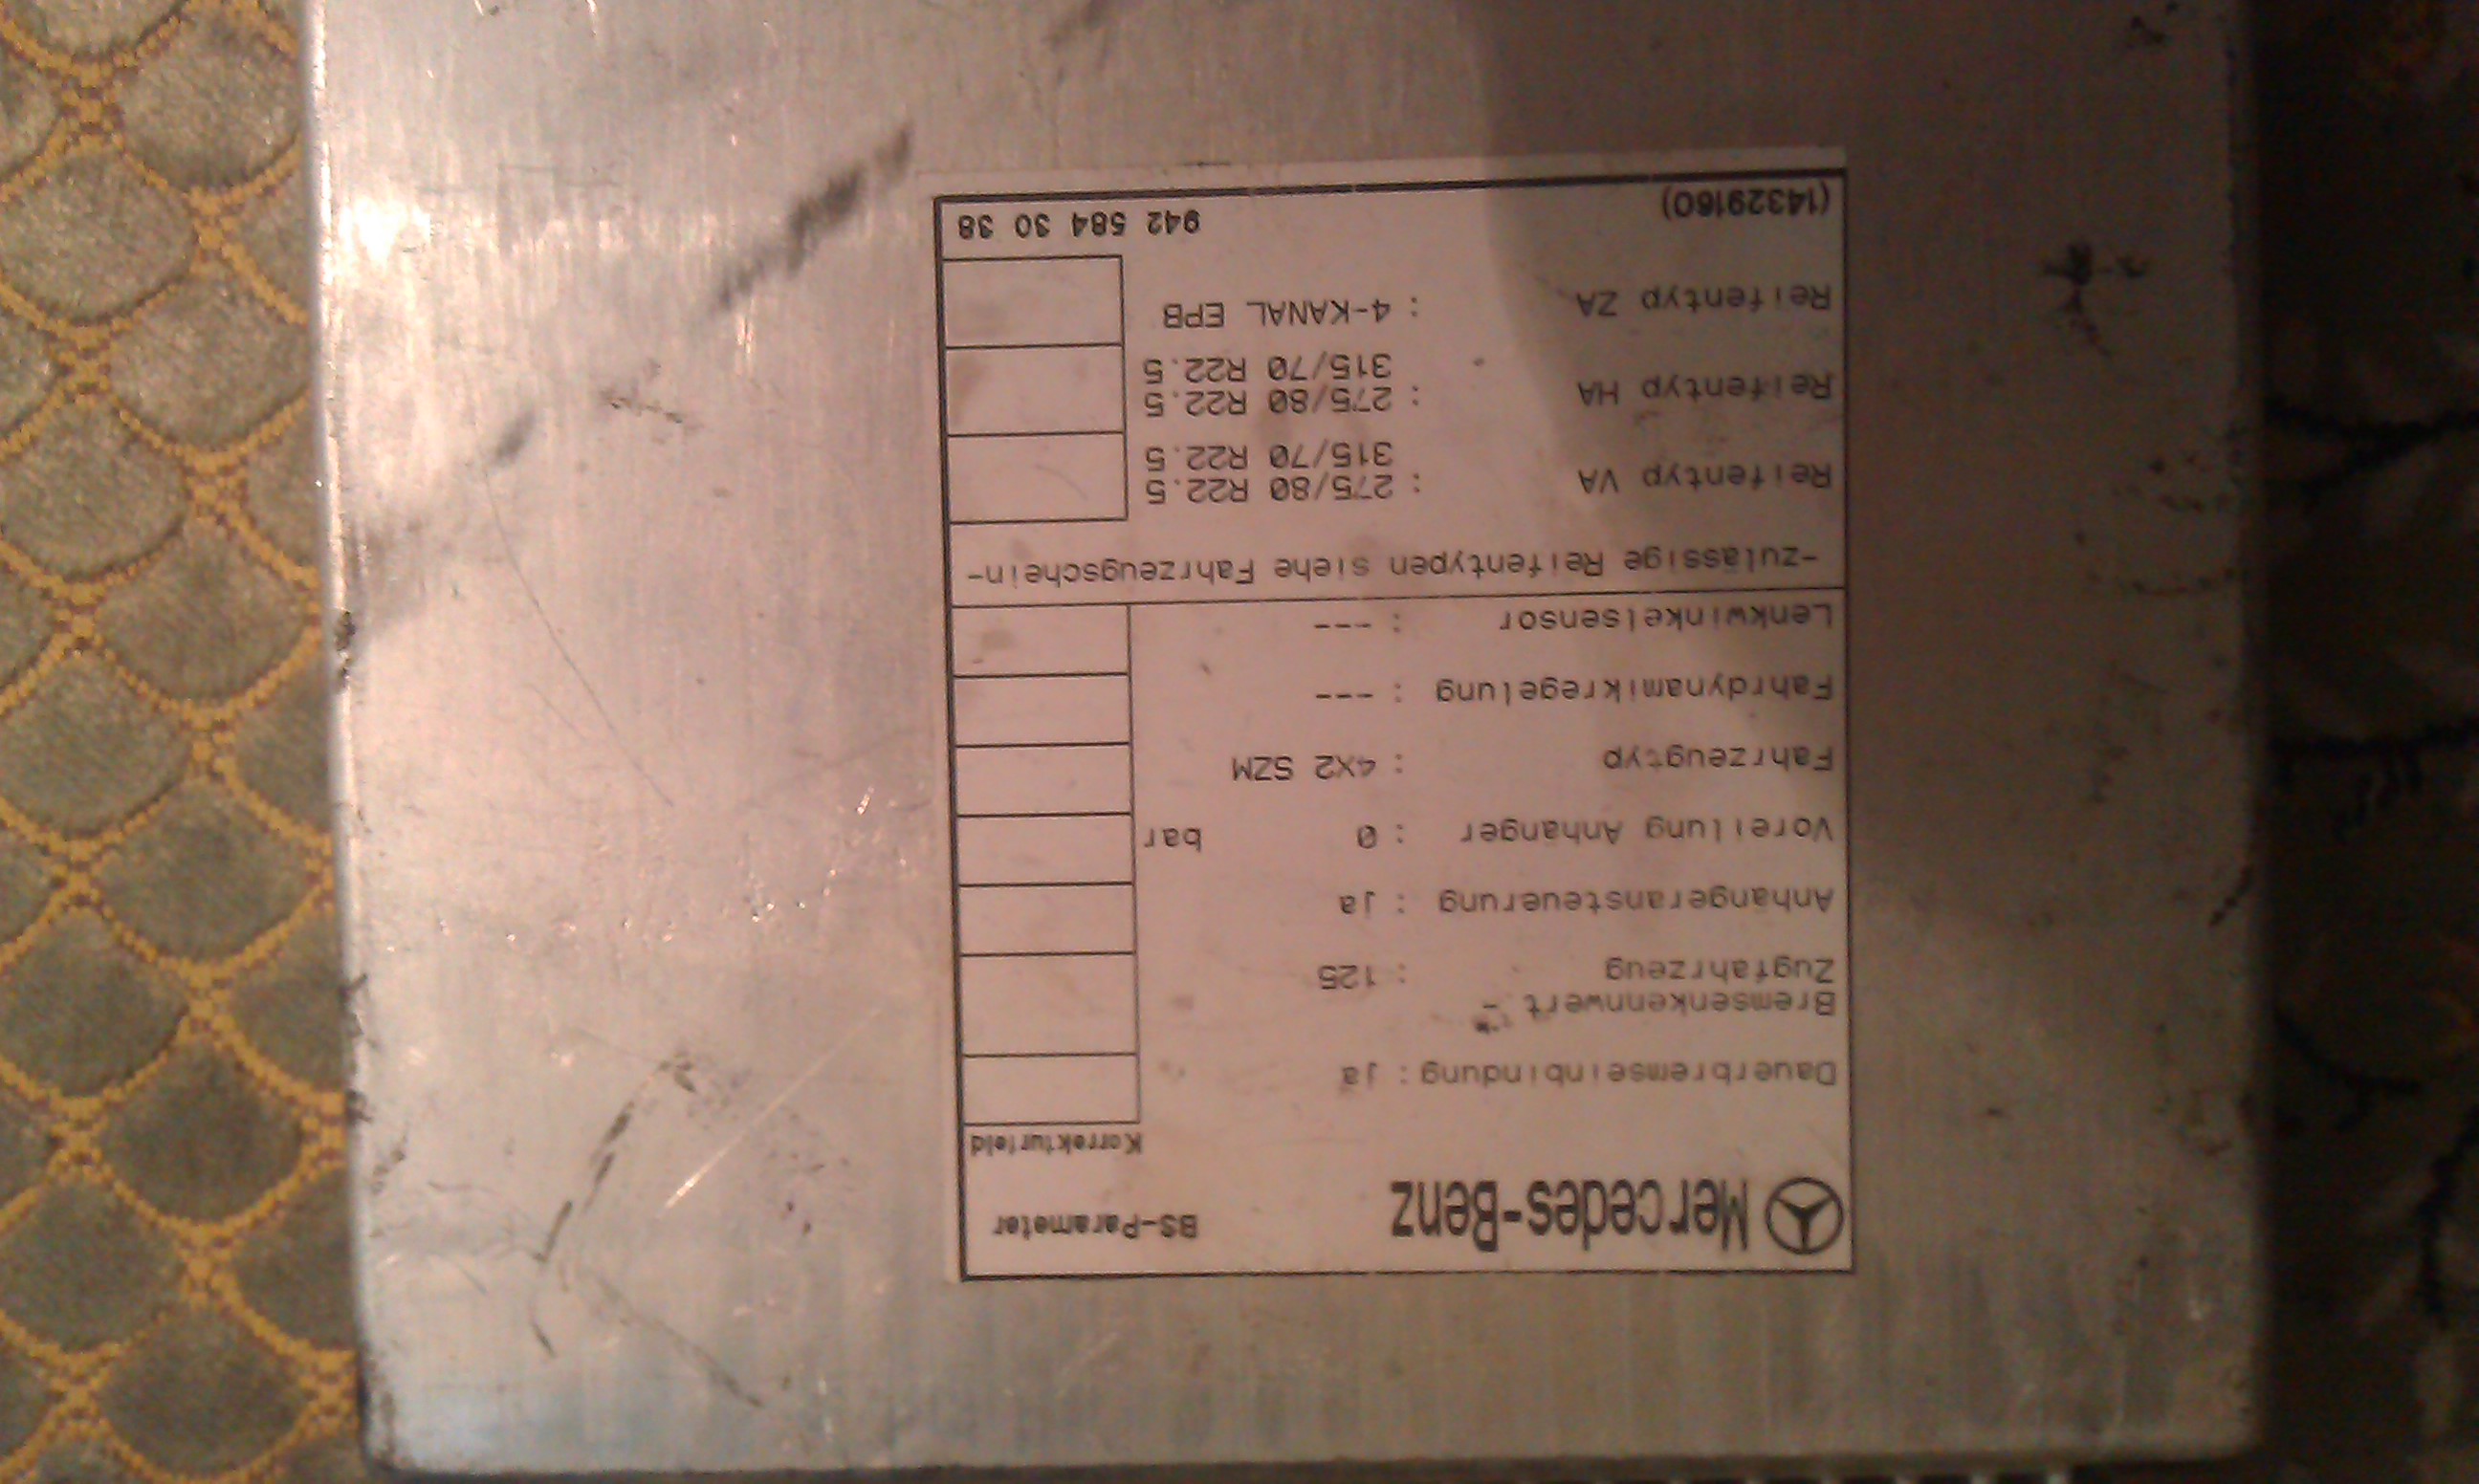 Mercedes-Benz BS-Parameter
Korrekturfeld
Dauerbremseinbindung: ja
Bremsenkennwert -
Zugfahrzeug : 125
Anhängeransteuerung : ja
Voreilung Anhänger : 0 bar
Fahrzeugtyp : 4X2 SZM
Fahrdynamikregelung : ---
Lenkwinkelsensor : ---
-zulässige Reifentypen siehe Fahrzeugschein-
Reifentyp VA : 275/80 R22.5
315/70 R22.5
Reifentyp HA : 275/80 R22.5
315/70 R22.5
Reifentyp ZA : 4-KANAL EPB
(14329160) 942 584 30 38